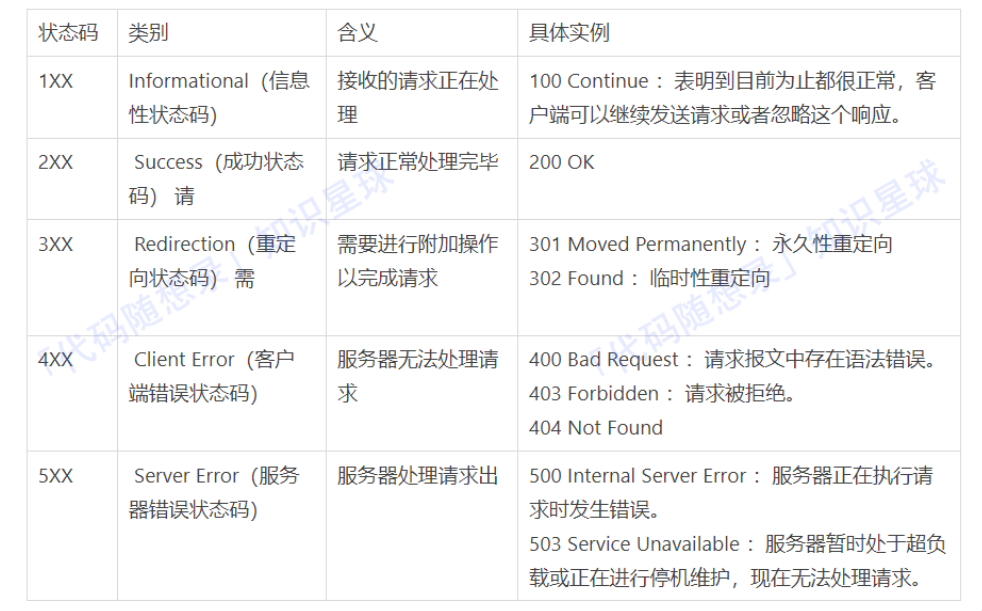 状态码 类别 含义 具体实例
1XX Informational（信息 接收的请求正在处 100 Continue ：表明到目前为止都很正常，客
性状态码) 理 户端可以继续发送请求或者忽略这个响应。
2XX Success（成功状态 请求正常处理完毕 200 OK
码） 请
3XX Redirection（重定 需要进行附加操作 301 Moved Permanently ：永久性重定向
向状态码） 需 以完成请求 302 Found ：临时性重定向
4XX Client Error（客户 服务器无法处理请 400 Bad Request ：请求报文中存在语法错误。
端错误状态码) 求 403 Forbidden ：请求被拒绝。
404 Not Found
5XX Server Error（服务 服务器处理请求出 500 Internal Server Error ：服务器正在执行请
器错误状态码) 求时发生错误。
503 Service Unavailable ：服务器暂时处于超负
载或正在进行停机维护，现在无法处理请求。
「代码随想录」知识星球
「代码随想录」知识星球